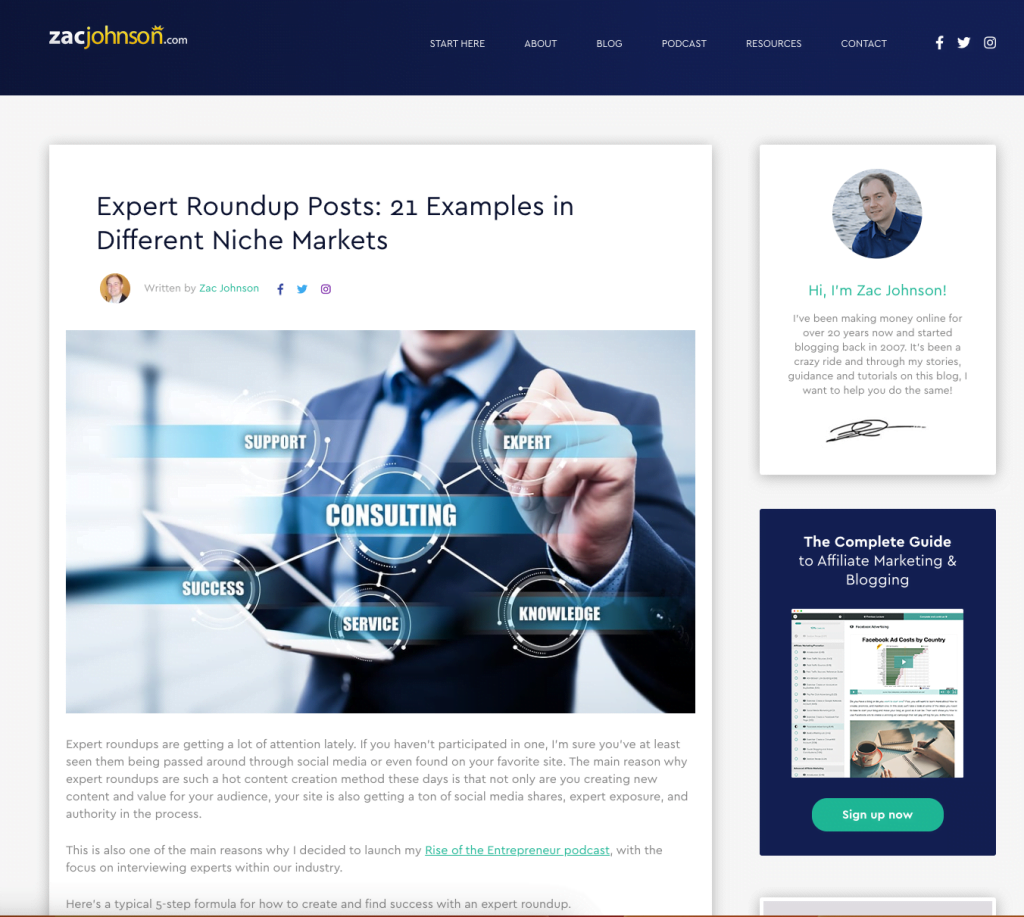 zacjohnson.com
START HERE
ABOUT
BLOG
PODCAST
RESOURCES
CONTACT
Expert Roundup Posts: 21 Examples in
Different Niche Markets
Written by Zac Johnson
SUPPORT
EXPERT
CONSULTING
SUCCESS
SERVICE
KNOWLEDGE
Expert roundups are getting a lot of attention lately. If you haven't participated in one, I'm sure you've at least
seen them being passed around through social media or even found on your favorite site. The main reason why
expert roundups are such a hot content creation method these days is that not only are you creating new
content and value for your audience, your site is also getting a ton of social media shares, expert exposure, and
authority in the process.
This is also one of the main reasons why I decided to launch my Rise of the Entrepreneur podcast, with the
focus on interviewing experts within our industry.
Here's a typical 5-step formula for how to create and find success with an expert roundup.
Hi, I'm Zac Johnson!
I've been making money online for
over 20 years now and started
blogging back in 2007. It's been a
crazy ride and through my stories,
guidance and tutorials on this blog, I
want to help you do the same!
The Complete Guide
to Affiliate Marketing &
Blogging
Facebook Advertising
Facebook Ad Costs by Country
Sign up now